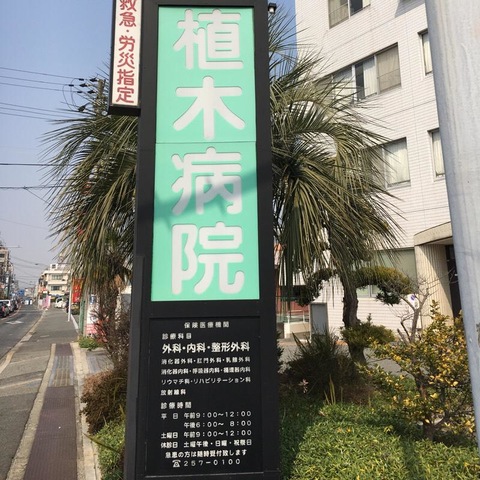 救急・労災指定
植木病院
保険医療機関
診療科目
外科・内科・整形外科
消化器外科・肛門外科・乳腺外科
消化器内科・呼吸器内科・循環器内科
リウマチ科・リハビリテーション科
放射線科
診療時間
平日 午前9:00〜12:00
午後6:00〜 8:00
土曜日 午前9:00〜12:00
休診日 土曜午後・日曜・祝祭日
急患の方は随時受付致します
☎257-0100